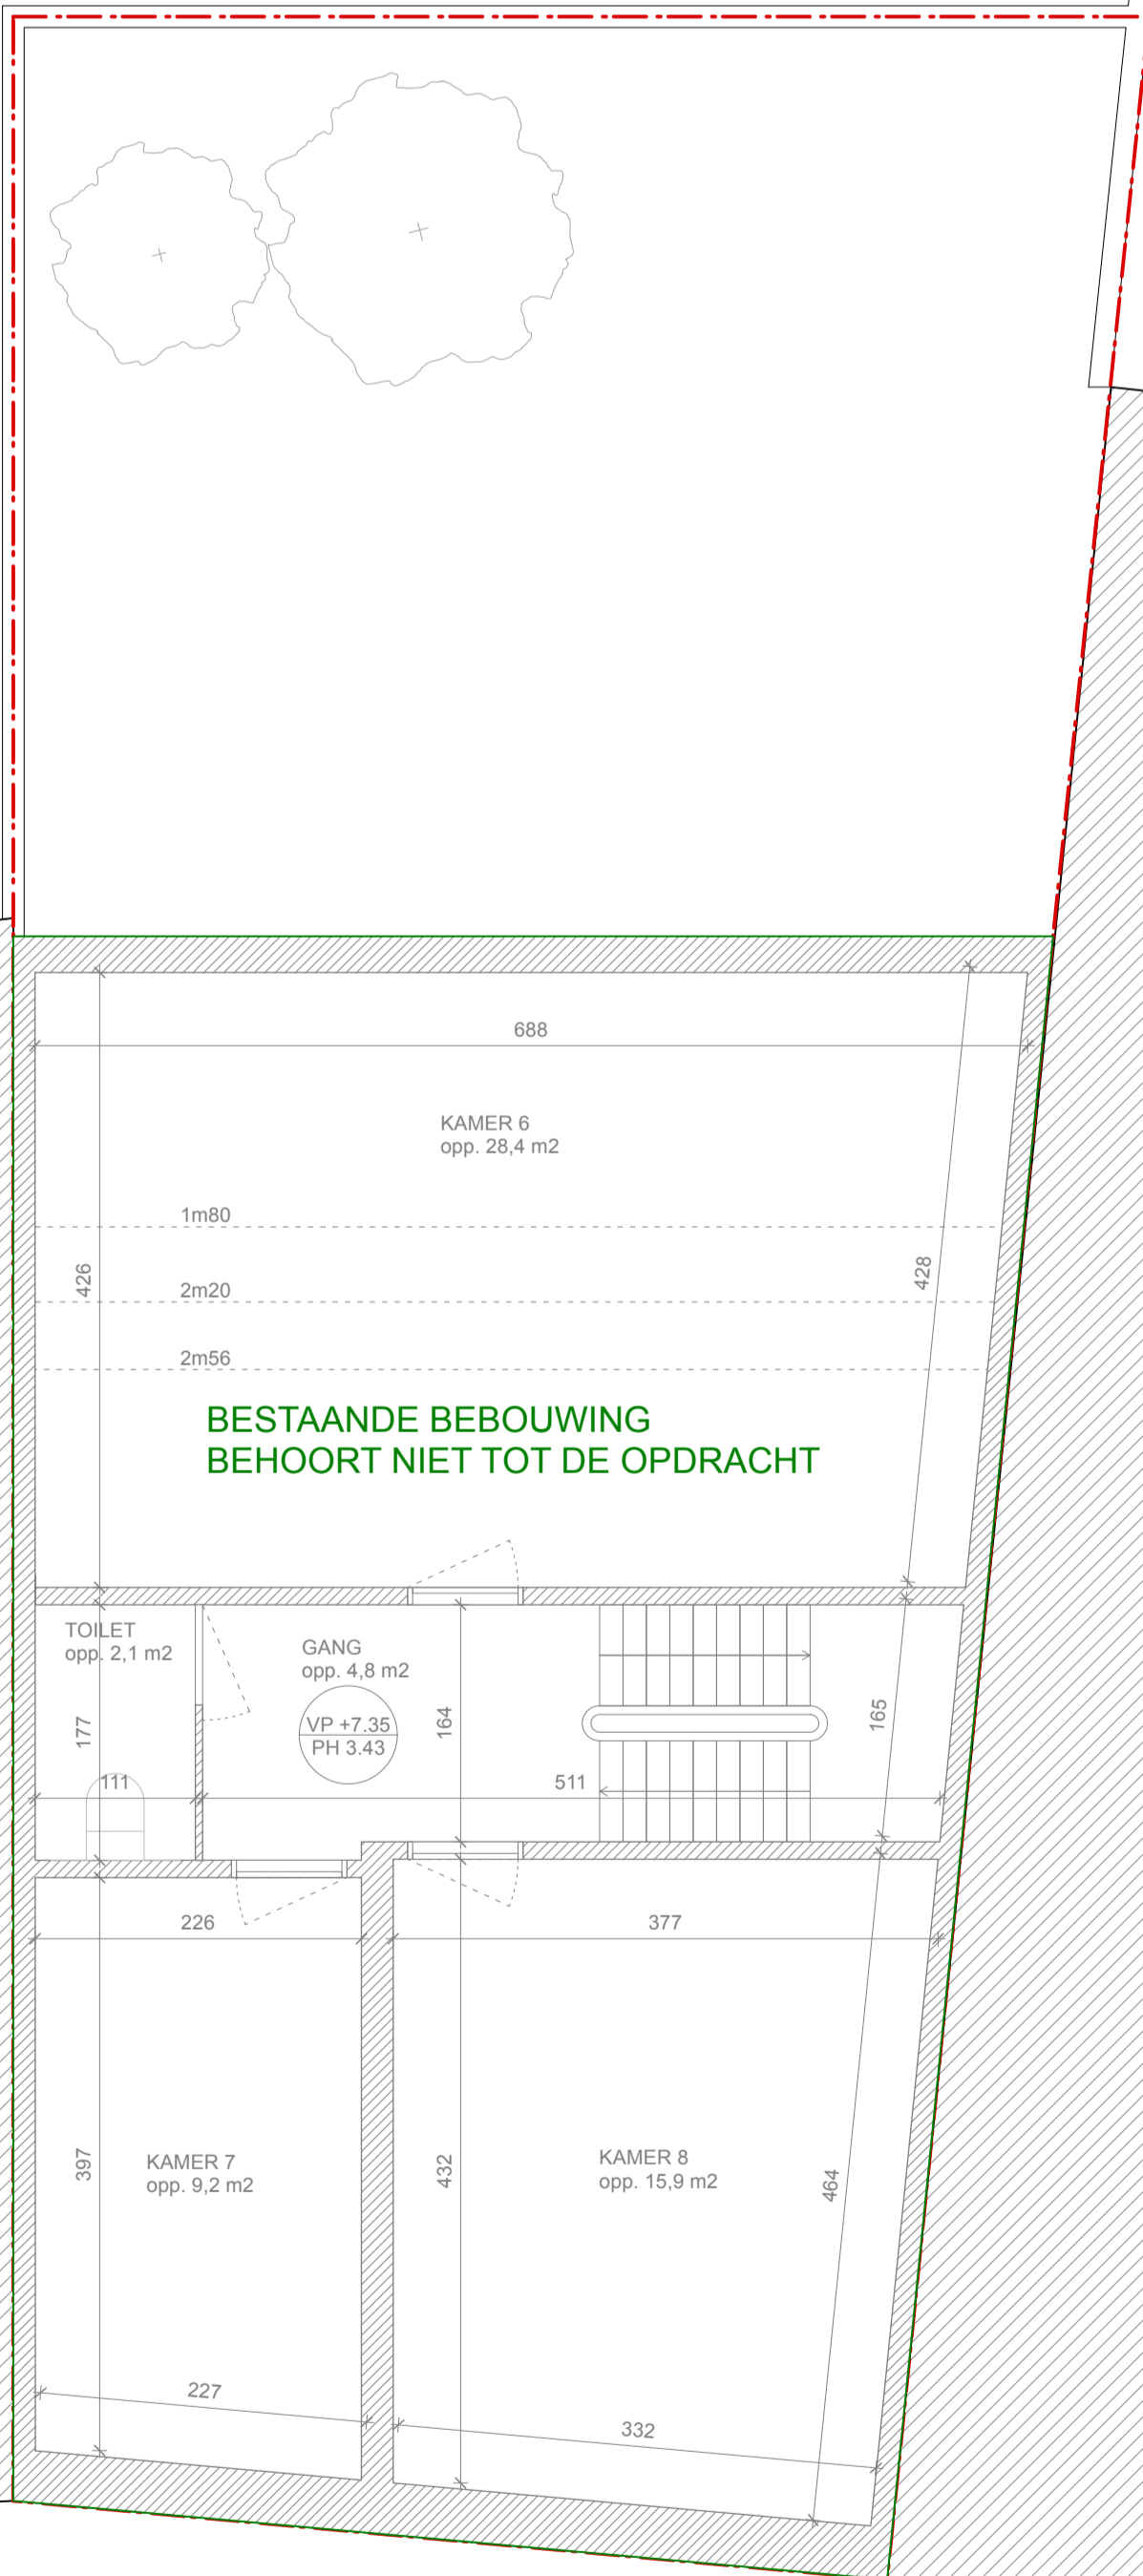 688
KAMER 6
opp. 28,4 m2
1m80
426
428
2m20
2m56
BESTAANDE BEBOUWING
BEHOORT NIET TOT DE OPDRACHT
TOILET
opp. 2,1 m2
GANG
opp. 4,8 m2
VP +7.35
PH 3.43
177
164
165
111
511
226
377
397
KAMER 7
opp. 9,2 m2
432
KAMER 8
opp. 15,9 m2
464
227
332